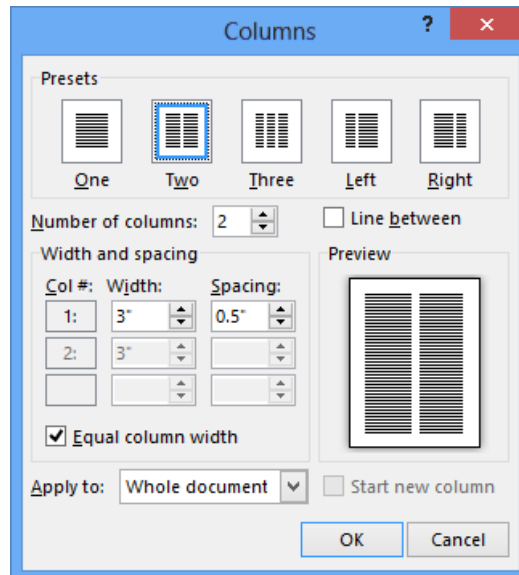 Columns ? ×
Presets
One Two Three Left Right
Number of columns: 2 Line between
Width and spacing Preview
Col #: Width: Spacing:
1: 3" 0.5"
2: 3"
Equal column width
Apply to: Whole document Start new column
OK Cancel